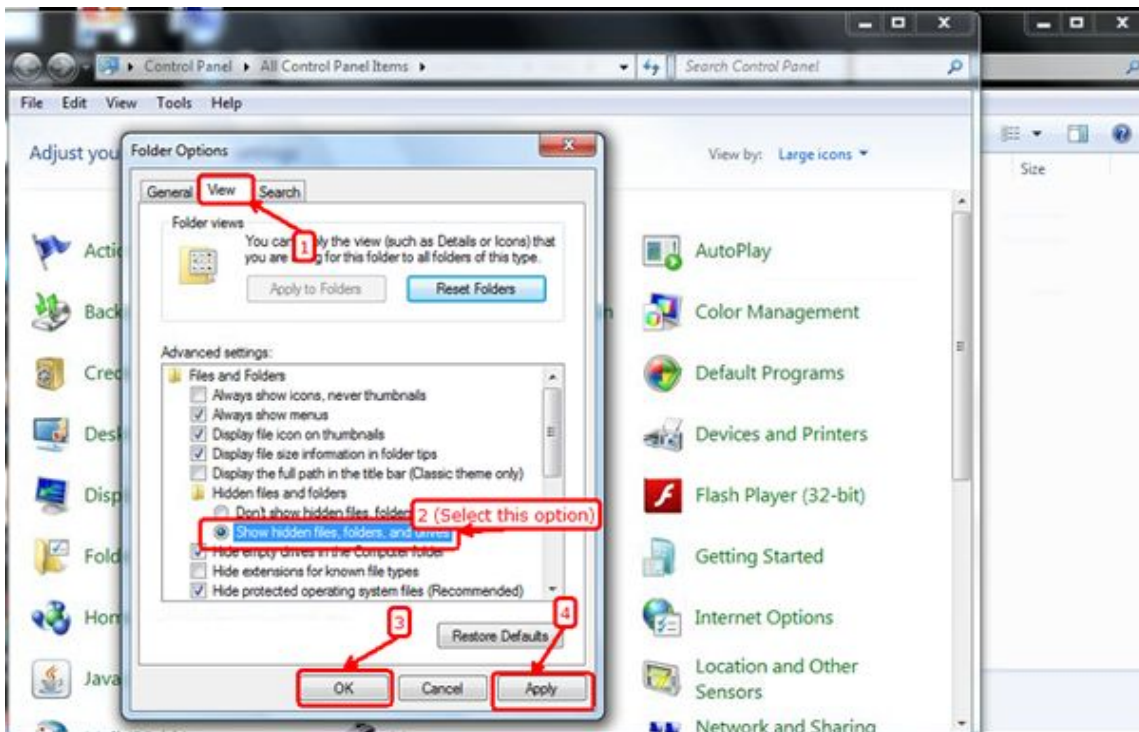 Control Panel ▸ All Control Panel Items ▸
Search Control Panel
File Edit View Tools Help
Adjust you
View by: Large icons
Size
Folder Options
General View Search
1
Folder views
You can the view (such as Details or Icons) that
you are for this folder to all folders of this type.
Apply to Folders Reset Folders
Advanced settings:
Files and Folders
Always show icons, never thumbnails
Always show menus
Display file icon on thumbnails
Display file size information in folder tips
Display the full path in the title bar (Classic theme only)
Hidden files and folders
Don't show hidden files, folders
2 (Select this option)
Show hidden files, folders, and drives
Hide empty drives in the Computer folder
Hide extensions for known file types
Hide protected operating system files (Recommended)
3
4
Restore Defaults
OK Cancel Apply
Actio
Back
Cred
Desk
Disp
Fold
Hom
Java
AutoPlay
Color Management
Default Programs
Devices and Printers
Flash Player (32-bit)
Getting Started
Internet Options
Location and Other
Sensors
Network and Sharing